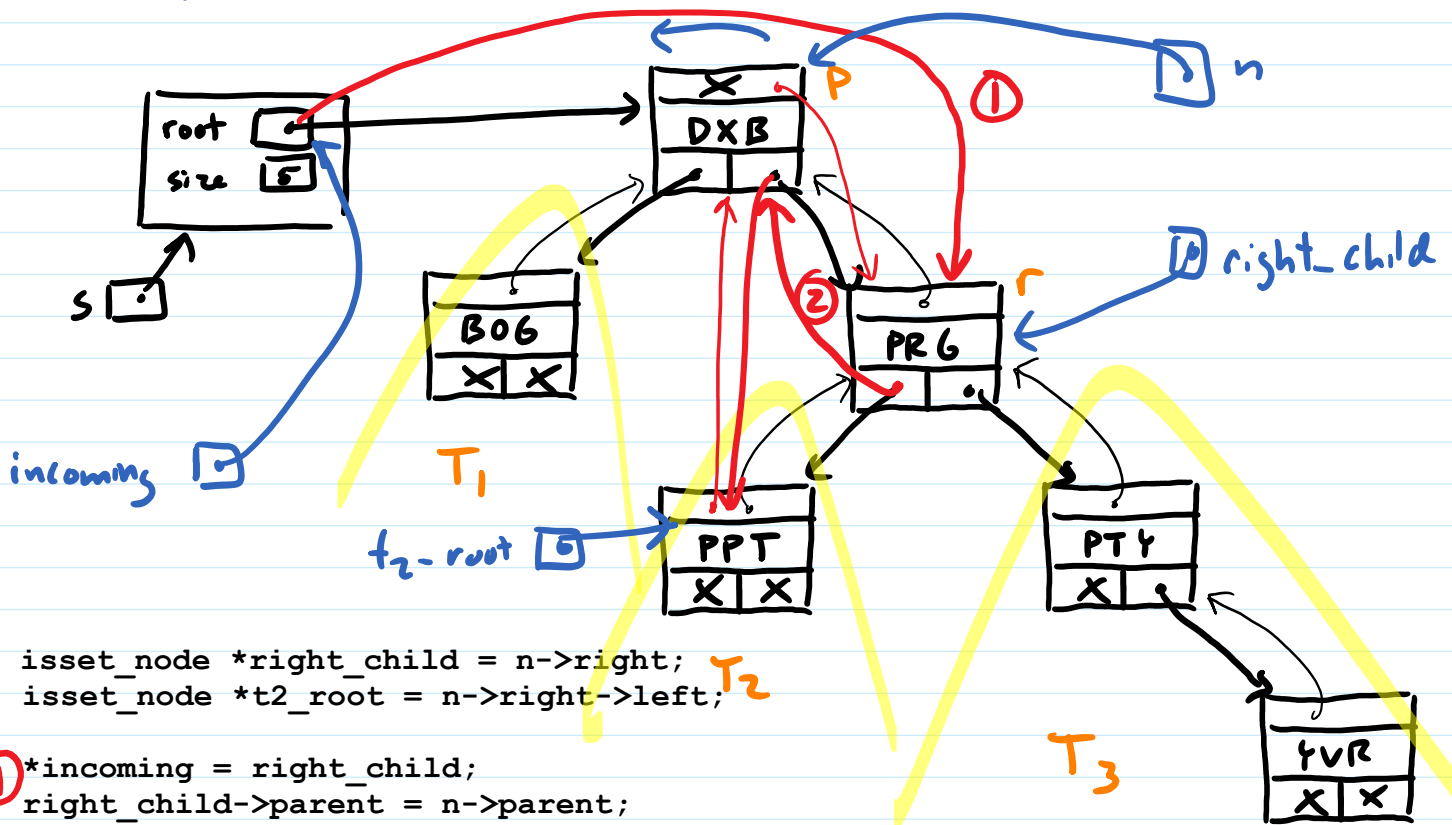 ①
P
n
root
X
DXB
size
5
right_child
S
r
BOG
②
PRG
X X
incoming
T1
t2-root
PPT
PTY
X X
X
isset_node *right_child = n->right;
T2
isset_node *t2_root = n->right->left;
T3
YVR
① *incoming = right_child;
X X
right_child->parent = n->parent;